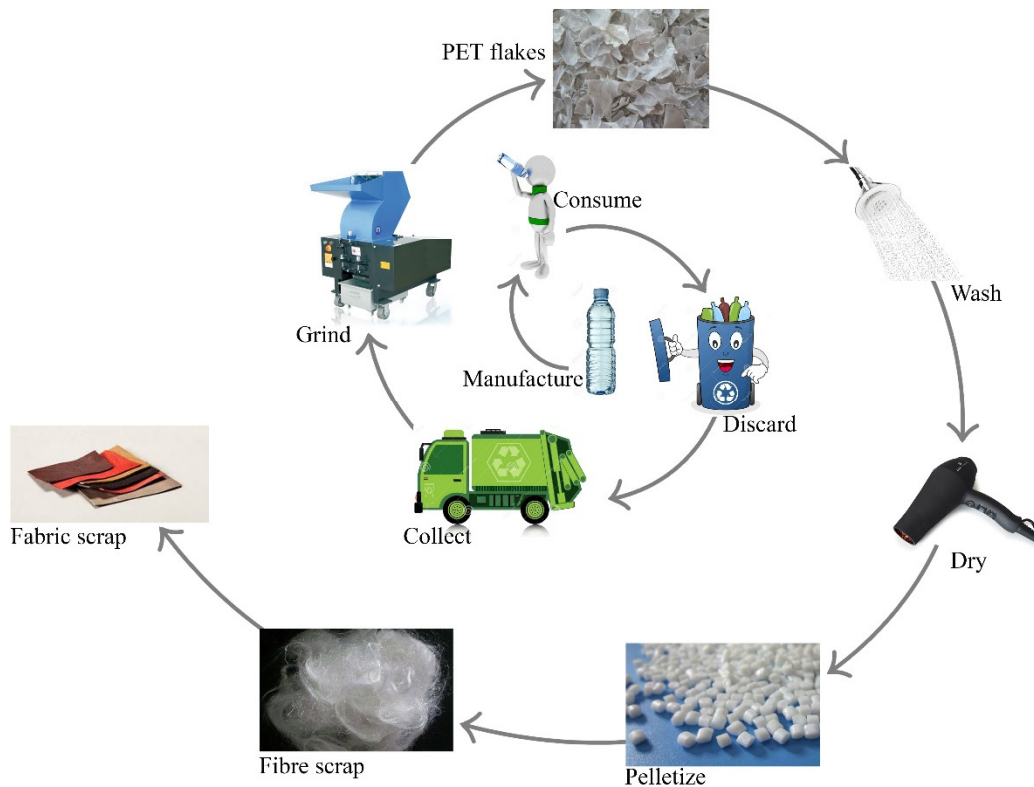 PET flakes
Consume
Wash
Grind
Manufacture
Discard
Collect
Fabric scrap
Dry
Fibre scrap
Pelletize